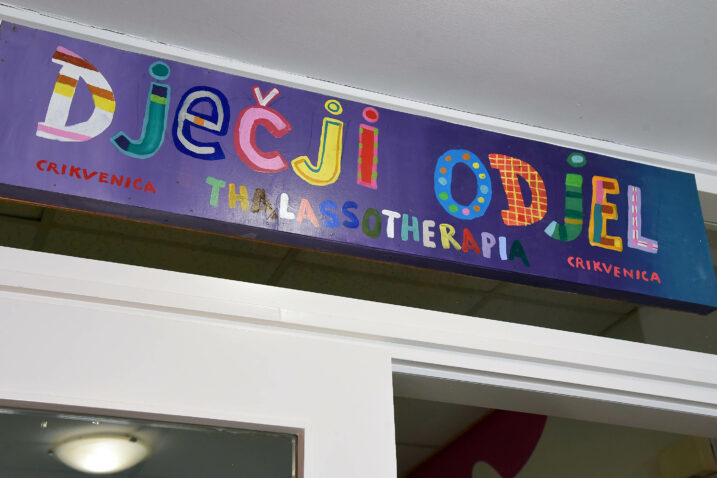 Dječji ODjEL
CRIKVENICA THALASSOTHERAPIA CRIKVENICA